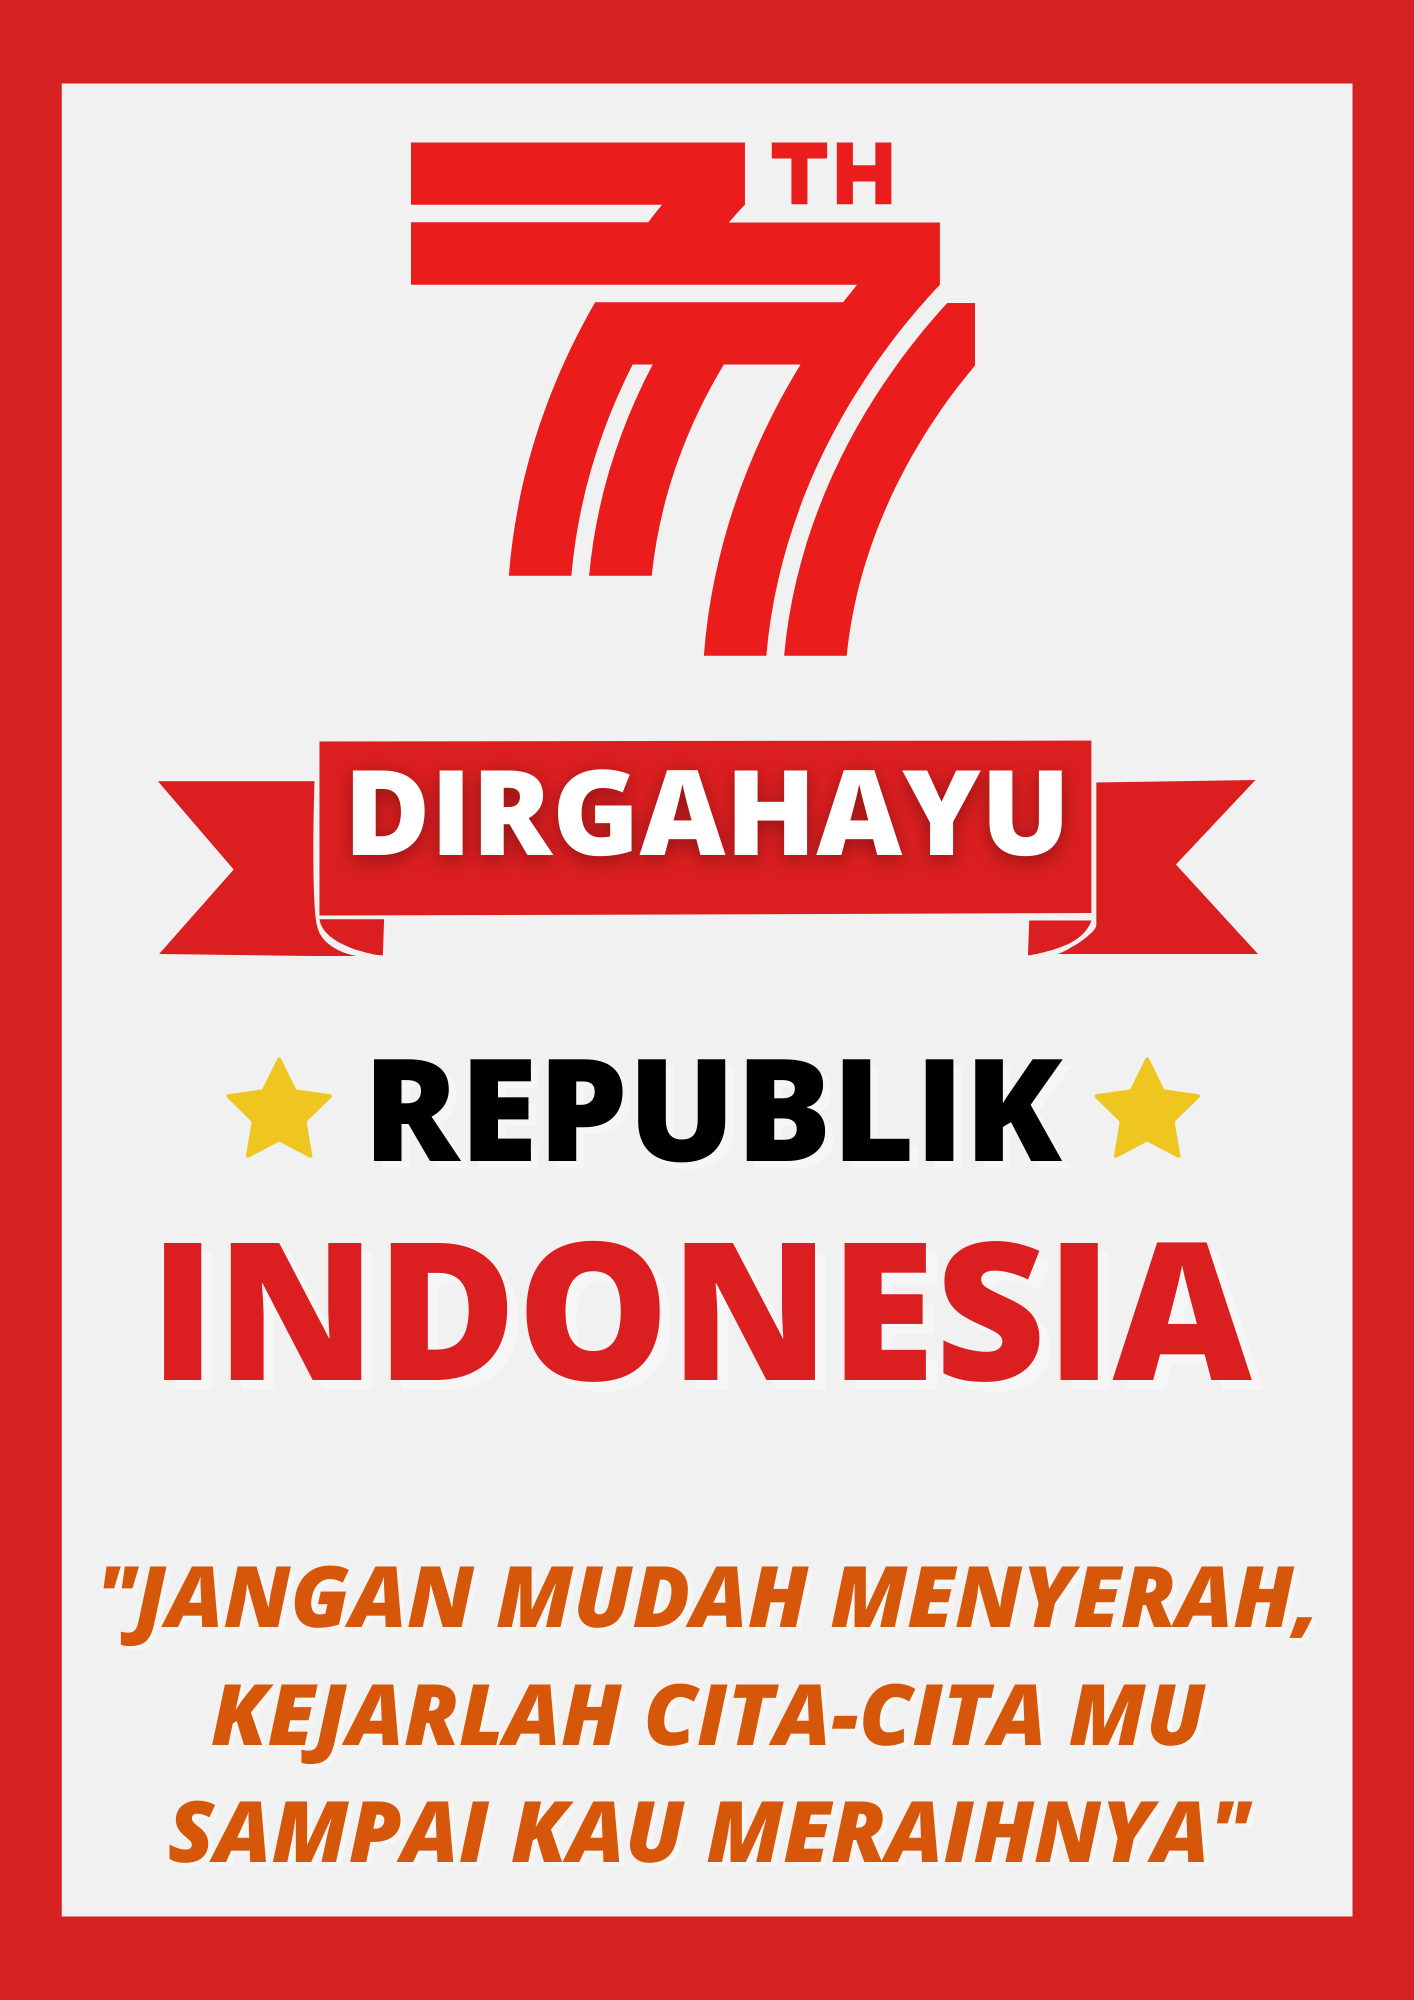 77 TH
DIRGAHAYU
REPUBLIK
INDONESIA
"JANGAN MUDAH MENYERAH,
KEJARLAH CITA-CITA MU
SAMPAI KAU MERAIHNYA"